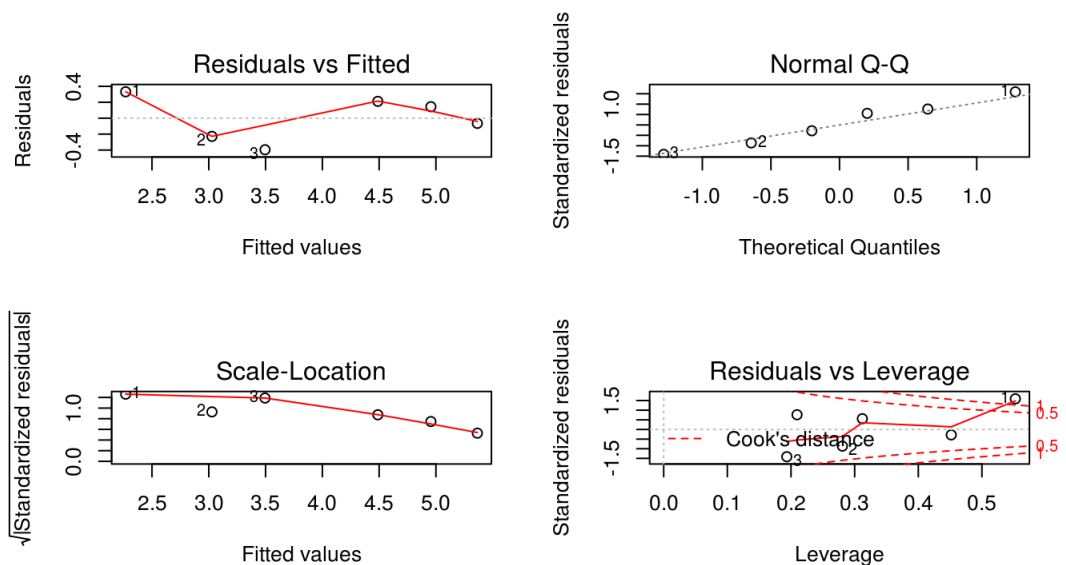 Residuals vs Fitted
Residuals
0.4
-0.4
1
2
3
2.5 3.0 3.5 4.0 4.5 5.0
Fitted values
Normal Q-Q
Standardized residuals
1.0
-1.5
3
2
1
-1.0 -0.5 0.0 0.5 1.0
Theoretical Quantiles
Scale-Location
√|Standardized residuals|
1.0
0.0
1
2
3
2.5 3.0 3.5 4.0 4.5 5.0
Fitted values
Residuals vs Leverage
Standardized residuals
1.5
-1.5
1
1
0.5
Cook's distance
2
0.5
1
3
0.0 0.1 0.2 0.3 0.4 0.5
Leverage